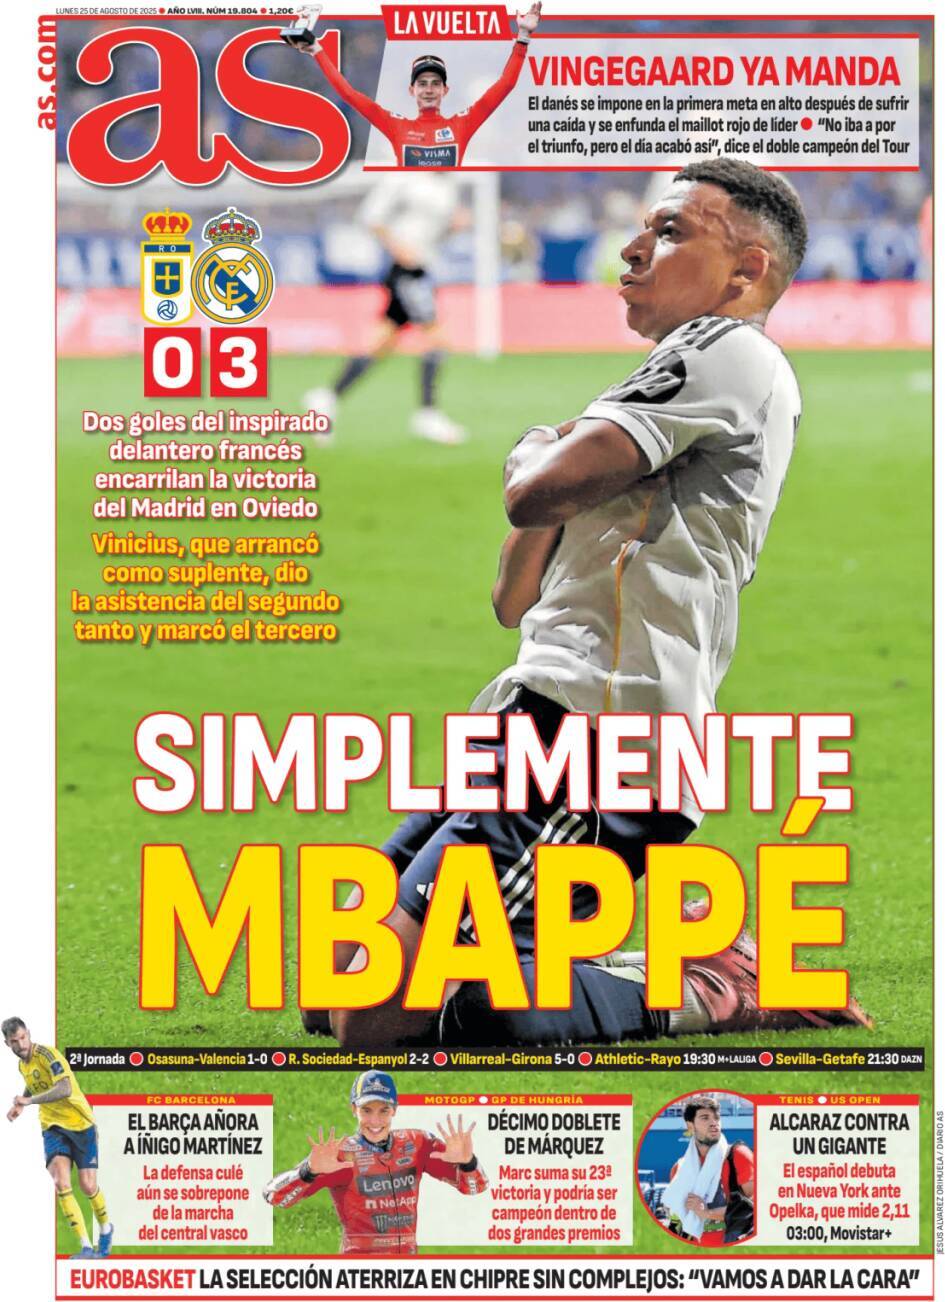 LUNES 25 DE AGOSTO DE 2025 ● AÑO LVIII. NÚM 19.804 ● 1,20€
as.com
as
LA VUELTA
VINGEGAARD YA MANDA
El danés se impone en la primera meta en alto después de sufrir
una caída y se enfunda el maillot rojo de líder ● “No iba a por
el triunfo, pero el día acabó así”, dice el doble campeón del Tour
VISMA
lease
RO
0 3
Dos goles del inspirado
delantero francés
encarrilan la victoria
del Madrid en Oviedo
Vinicius, que arrancó
como suplente, dio
la asistencia del segundo
tanto y marcó el tercero
SIMPLEMENTE
MBAPPÉ
2ª Jornada ● Osasuna-Valencia 1-0 ● R. Sociedad-Espanyol 2-2 ● Villarreal-Girona 5-0 ● Athletic-Rayo 19:30 M+LALIGA ● Sevilla-Getafe 21:30 DAZN
FC BARCELONA
EL BARÇA AÑORA
A ÍÑIGO MARTÍNEZ
La defensa culé
aún se sobrepone
de la marcha
del central vasco
MOTOGP ● GP DE HUNGRÍA
DÉCIMO DOBLETE
DE MÁRQUEZ
Marc suma su 23ª
victoria y podría ser
campeón dentro de
dos grandes premios
Lenovo
NetApp
TENIS ● US OPEN
ALCARAZ CONTRA
UN GIGANTE
El español debuta
en Nueva York ante
Opelka, que mide 2,11
03:00, Movistar+
JESUS ALVAREZ ORIHUELA / DIARIO AS
EUROBASKET LA SELECCIÓN ATERRIZA EN CHIPRE SIN COMPLEJOS: “VAMOS A DAR LA CARA”